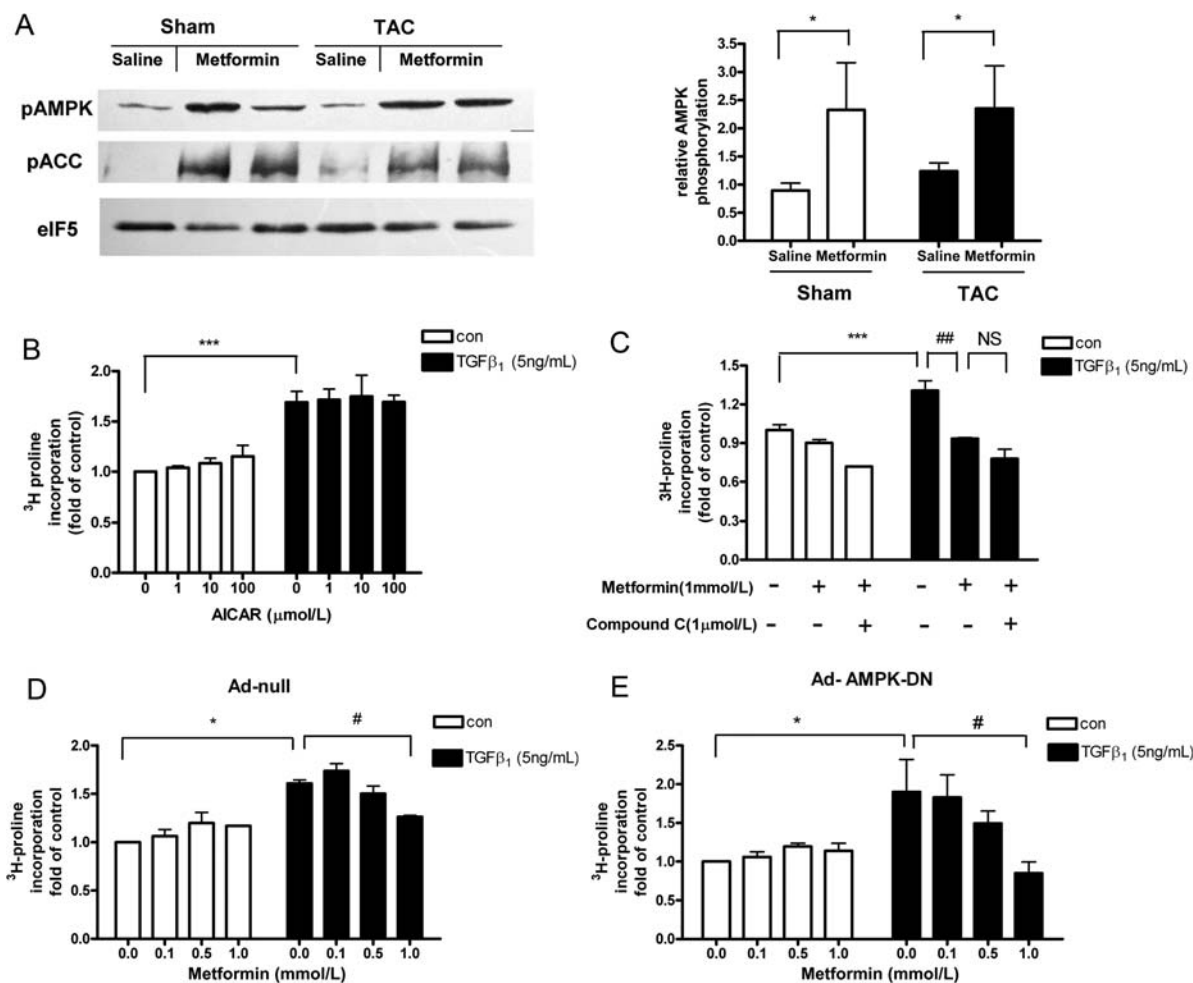 A
Sham TAC
Saline Metformin Saline Metformin
pAMPK
pACC
eIF5
relative AMPK
phosphorylation
3.5
3.0
2.5
2.0
1.5
1.0
0.5
0.0
* *
Saline Metformin Saline Metformin
Sham TAC
B
³H proline
incorporation
(fold of control)
2.0
1.5
1.0
0.5
0.0
***
con
TGFβ₁ (5ng/mL)
0 1 10 100 0 1 10 100
AICAR (μmol/L)
C
3H-proline
incorporation
(fold of control)
1.5
1.2
0.9
0.6
0.3
0.0
*** ## NS
con
TGFβ₁ (5ng/mL)
Metformin(1mmol/L) - + + - + +
Compound C(1μmol/L) - - + - - +
D
Ad-null
³H-proline
incorporation
fold of control
2.0
1.5
1.0
0.5
0.0
* #
con
TGFβ₁ (5ng/mL)
0.0 0.1 0.5 1.0 0.0 0.1 0.5 1.0
Metformin (mmol/L)
E
Ad- AMPK-DN
³H-proline
incorporation
fold of control
2.5
2.0
1.5
1.0
0.5
0.0
* #
con
TGFβ₁ (5ng/mL)
0.0 0.1 0.5 1.0 0.0 0.1 0.5 1.0
Metformin (mmol/L)